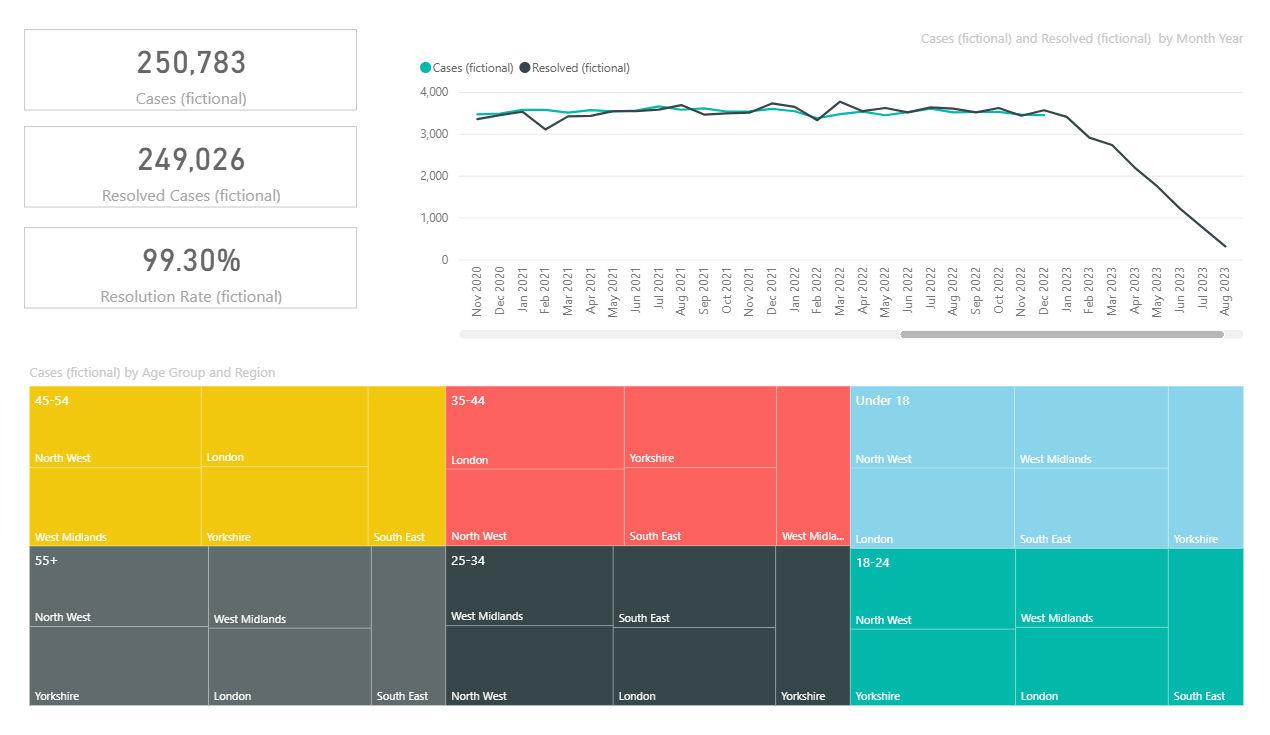 250,783
Cases (fictional)
249,026
Resolved Cases (fictional)
99.30%
Resolution Rate (fictional)
Cases (fictional) and Resolved (fictional) by Month Year
Cases (fictional) Resolved (fictional)
4,000
3,000
2,000
1,000
0
Nov 2020
Dec 2020
Jan 2021
Feb 2021
Mar 2021
Apr 2021
May 2021
Jun 2021
Jul 2021
Aug 2021
Sep 2021
Oct 2021
Nov 2021
Dec 2021
Jan 2022
Feb 2022
Mar 2022
Apr 2022
May 2022
Jun 2022
Jul 2022
Aug 2022
Sep 2022
Oct 2022
Nov 2022
Dec 2022
Jan 2023
Feb 2023
Mar 2023
Apr 2023
May 2023
Jun 2023
Jul 2023
Aug 2023
Cases (fictional) by Age Group and Region
45-54
North West
London
West Midlands
Yorkshire
South East
35-44
London
Yorkshire
North West
South East
West Midla...
Under 18
North West
West Midlands
London
South East
Yorkshire
55+
North West
West Midlands
Yorkshire
London
South East
25-34
West Midlands
South East
North West
London
Yorkshire
18-24
North West
West Midlands
Yorkshire
London
South East